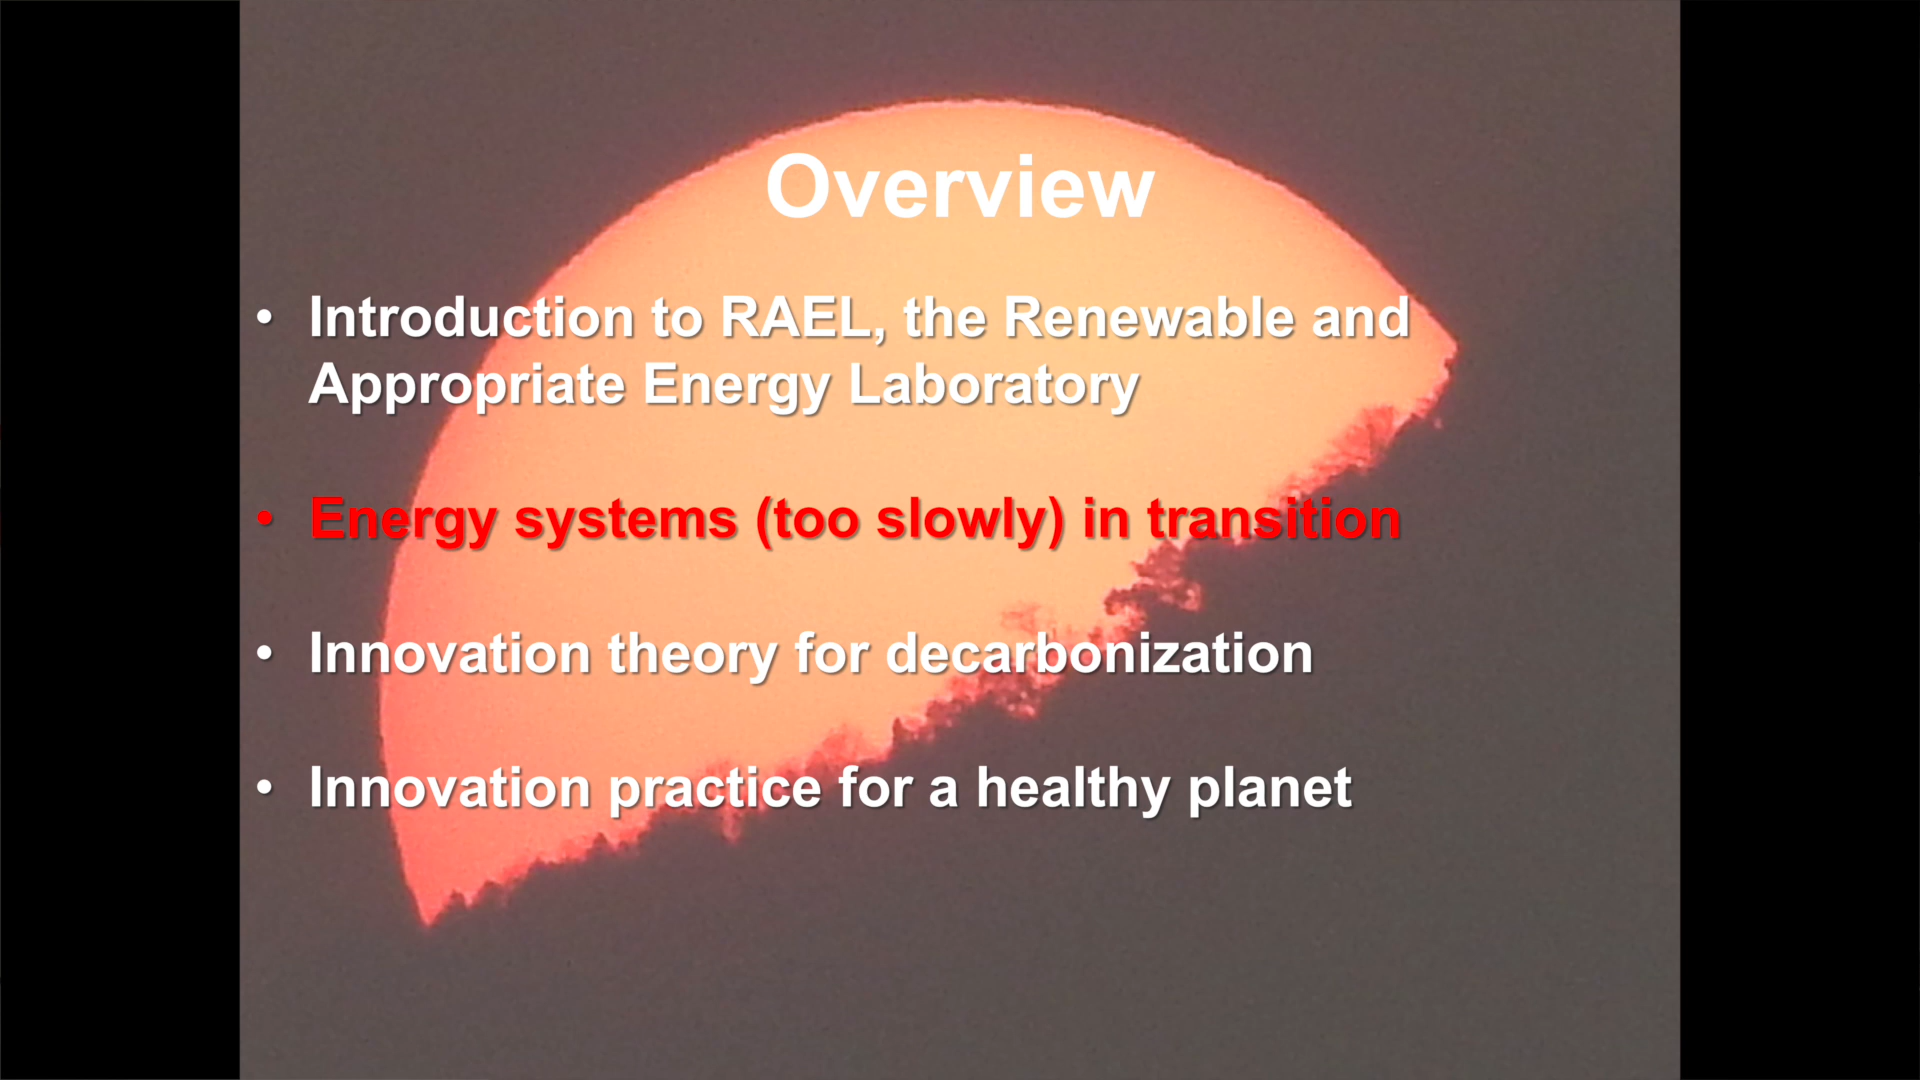 Overview
• Introduction to RAEL, the Renewable and
Appropriate Energy Laboratory
• Energy systems (too slowly) in transition
• Innovation theory for decarbonization
• Innovation practice for a healthy planet